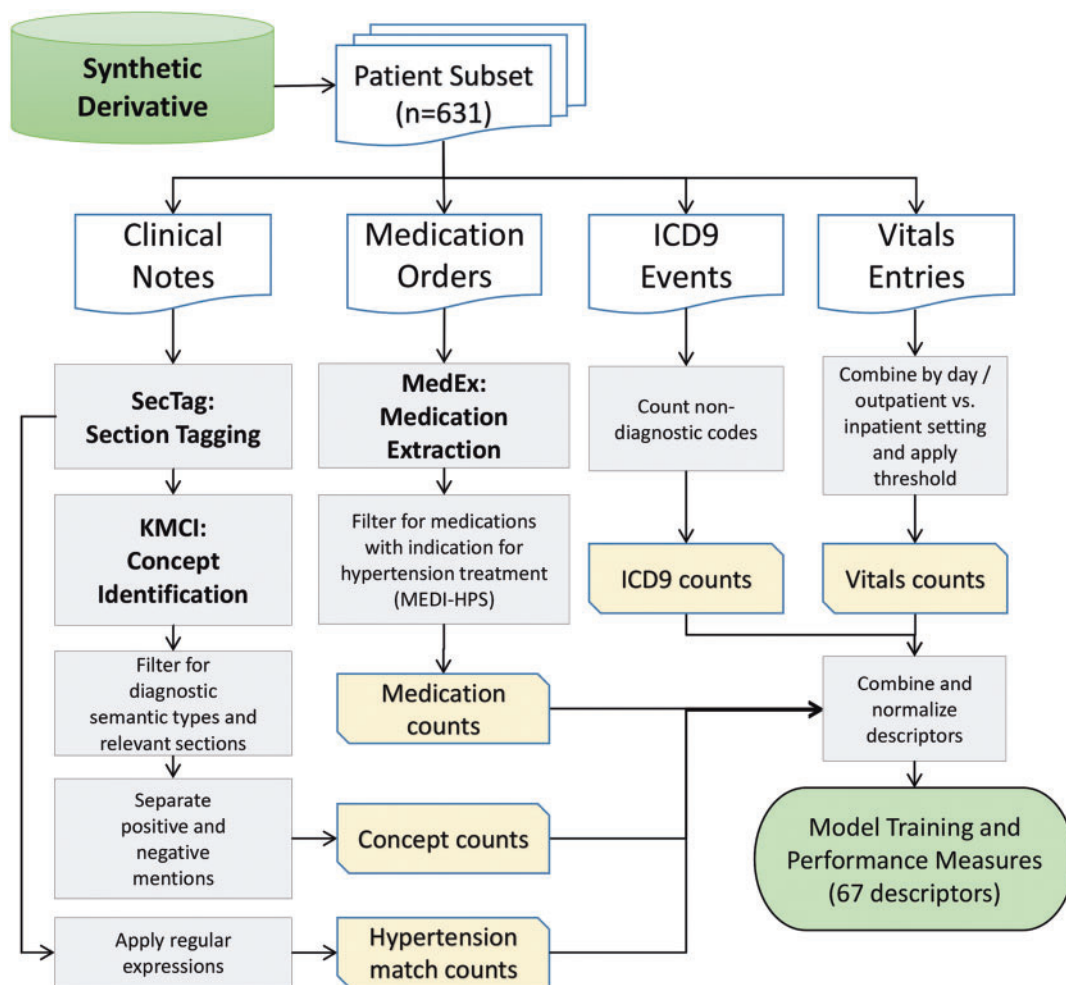 Synthetic
Derivative
Patient Subset
(n=631)
Clinical
Notes
Medication
Orders
ICD9
Events
Vitals
Entries
SecTag:
Section Tagging
MedEx:
Medication
Extraction
Count non-
diagnostic codes
Combine by day /
outpatient vs.
inpatient setting
and apply
threshold
KMCI:
Concept
Identification
Filter for medications
with indication for
hypertension treatment
(MEDI-HPS)
ICD9 counts
Vitals counts
Filter for
diagnostic
semantic types and
relevant sections
Medication
counts
Combine and
normalize
descriptors
Separate
positive and
negative
mentions
Concept counts
Model Training and
Performance Measures
(67 descriptors)
Apply regular
expressions
Hypertension
match counts